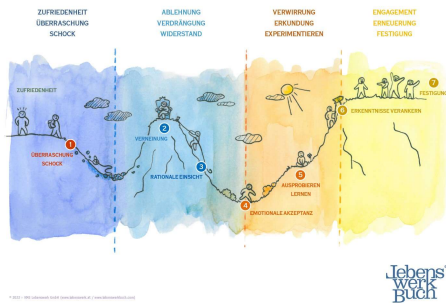 ZUFRIEDENHEIT
ÜBERRASCHUNG
SCHOCK
ABLEHNUNG
VERDRÄNGUNG
WIDERSTAND
VERWIRRUNG
ERKUNDUNG
EXPERIMENTIEREN
ENGAGEMENT
ERNEUERUNG
FESTIGUNG
ZUFRIEDENHEIT
1
ÜBERRASCHUNG
SCHOCK
2
VERNEINUNG
RATIONALE EINSICHT
3
4
EMOTIONALE AKZEPTANZ
5
AUSPROBIEREN
LERNEN
6
ERKENNTNISSE VERANKERN
7
FESTIGUNG
lebens
werk
Buch